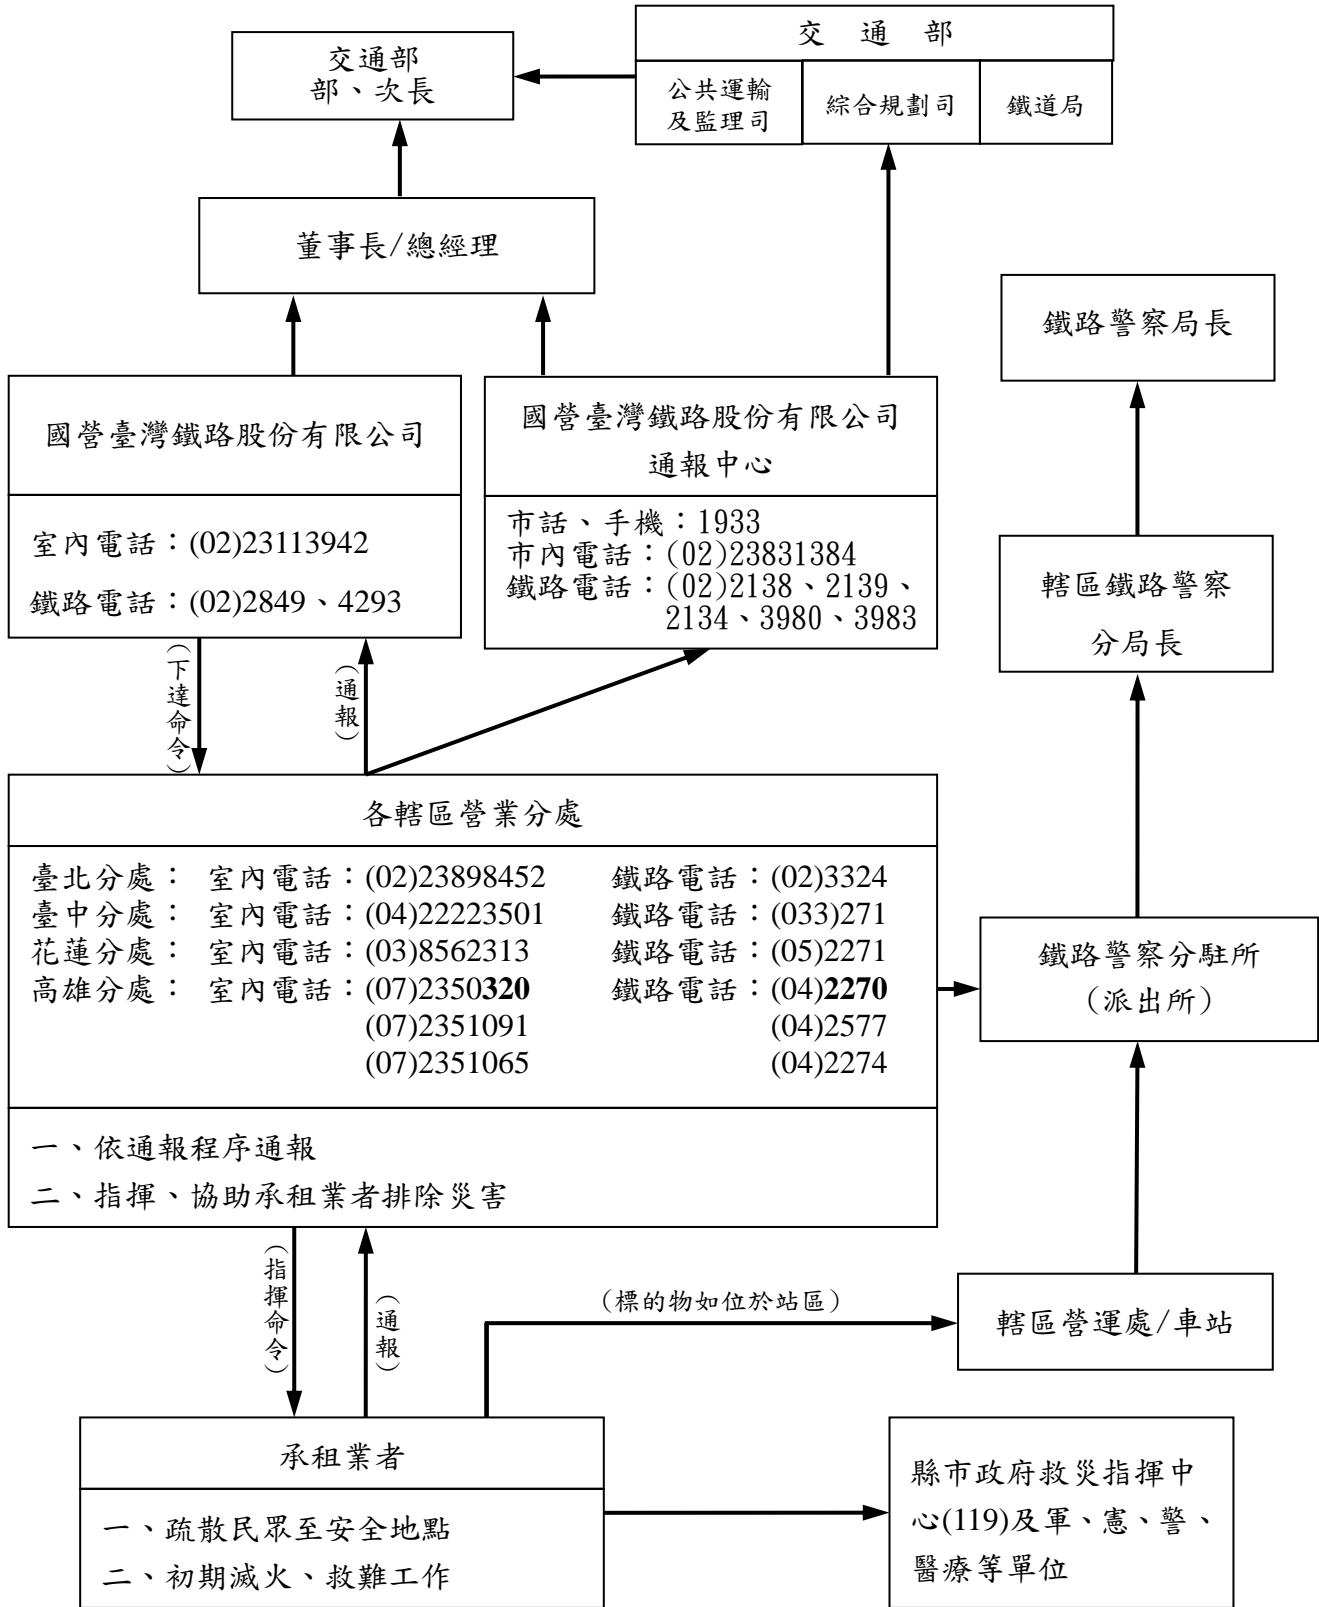 交通部
部、次長
交通部
公共運輸
及監理司
綜合規劃司
鐵道局
董事長/總經理
鐵路警察局長
國營臺灣鐵路股份有限公司
室內電話：(02)23113942
鐵路電話：(02)2849、4293
國營臺灣鐵路股份有限公司
通報中心
市話、手機：1933
市內電話：(02)23831384
鐵路電話：(02)2138、2139、
2134、3980、3983
轄區鐵路警察
分局長
(下達命令)
(通報)
各轄區營業分處
臺北分處： 室內電話：(02)23898452 鐵路電話：(02)3324
臺中分處： 室內電話：(04)22223501 鐵路電話：(033)271
花蓮分處： 室內電話：(03)8562313 鐵路電話：(05)2271
高雄分處： 室內電話：(07)2350320 鐵路電話：(04)2270
(07)2351091 (04)2577
(07)2351065 (04)2274
一、依通報程序通報
二、指揮、協助承租業者排除災害
鐵路警察分駐所
(派出所)
(指揮命令)
(通報)
(標的物如位於站區)
轄區營運處/車站
承租業者
一、疏散民眾至安全地點
二、初期滅火、救難工作
縣市政府救災指揮中
心(119)及軍、憲、警、
醫療等單位